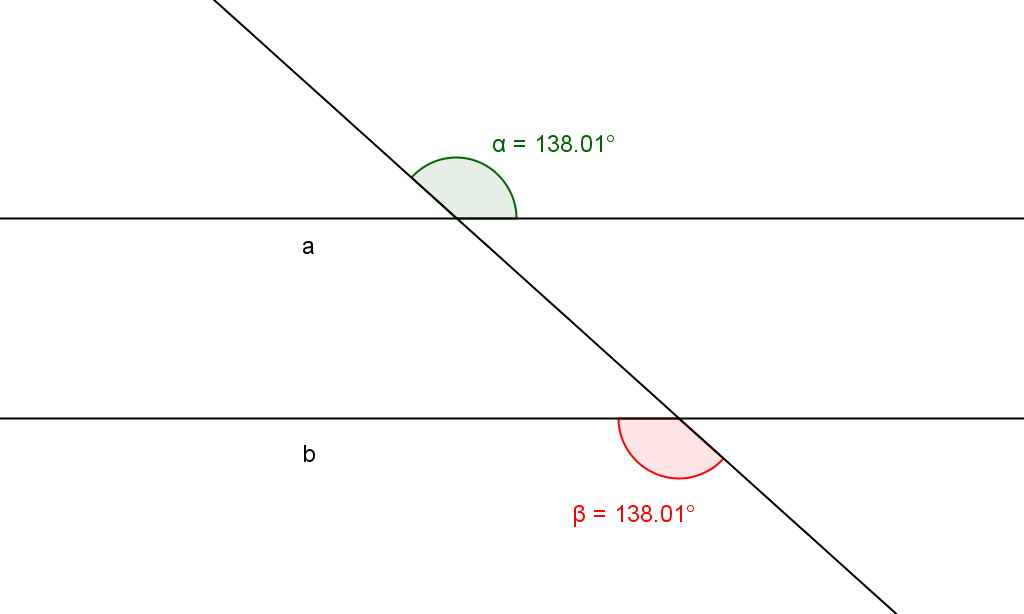 α = 138.01°
a
b
β = 138.01°